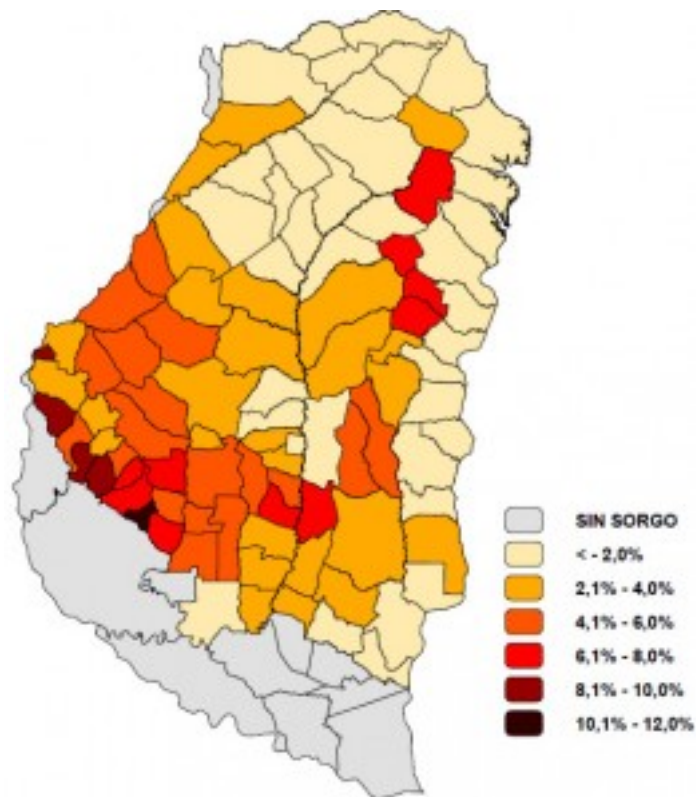 SIN SORGO
< - 2,0%
2,1% - 4,0%
4,1% - 6,0%
6,1% - 8,0%
8,1% - 10,0%
10,1% - 12,0%